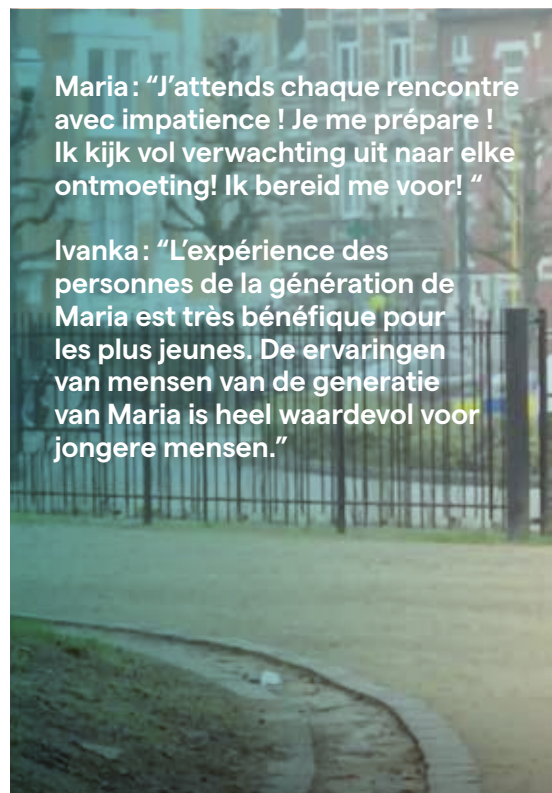 Maria : “J’attends chaque rencontre
avec impatience ! Je me prépare !
Ik kijk vol verwachting uit naar elke
ontmoeting! Ik bereid me voor! “
Ivanka : “L’expérience des
personnes de la génération de
Maria est très bénéfique pour
les plus jeunes. De ervaringen
van mensen van de generatie
van Maria is heel waardevol voor
jongere mensen.”